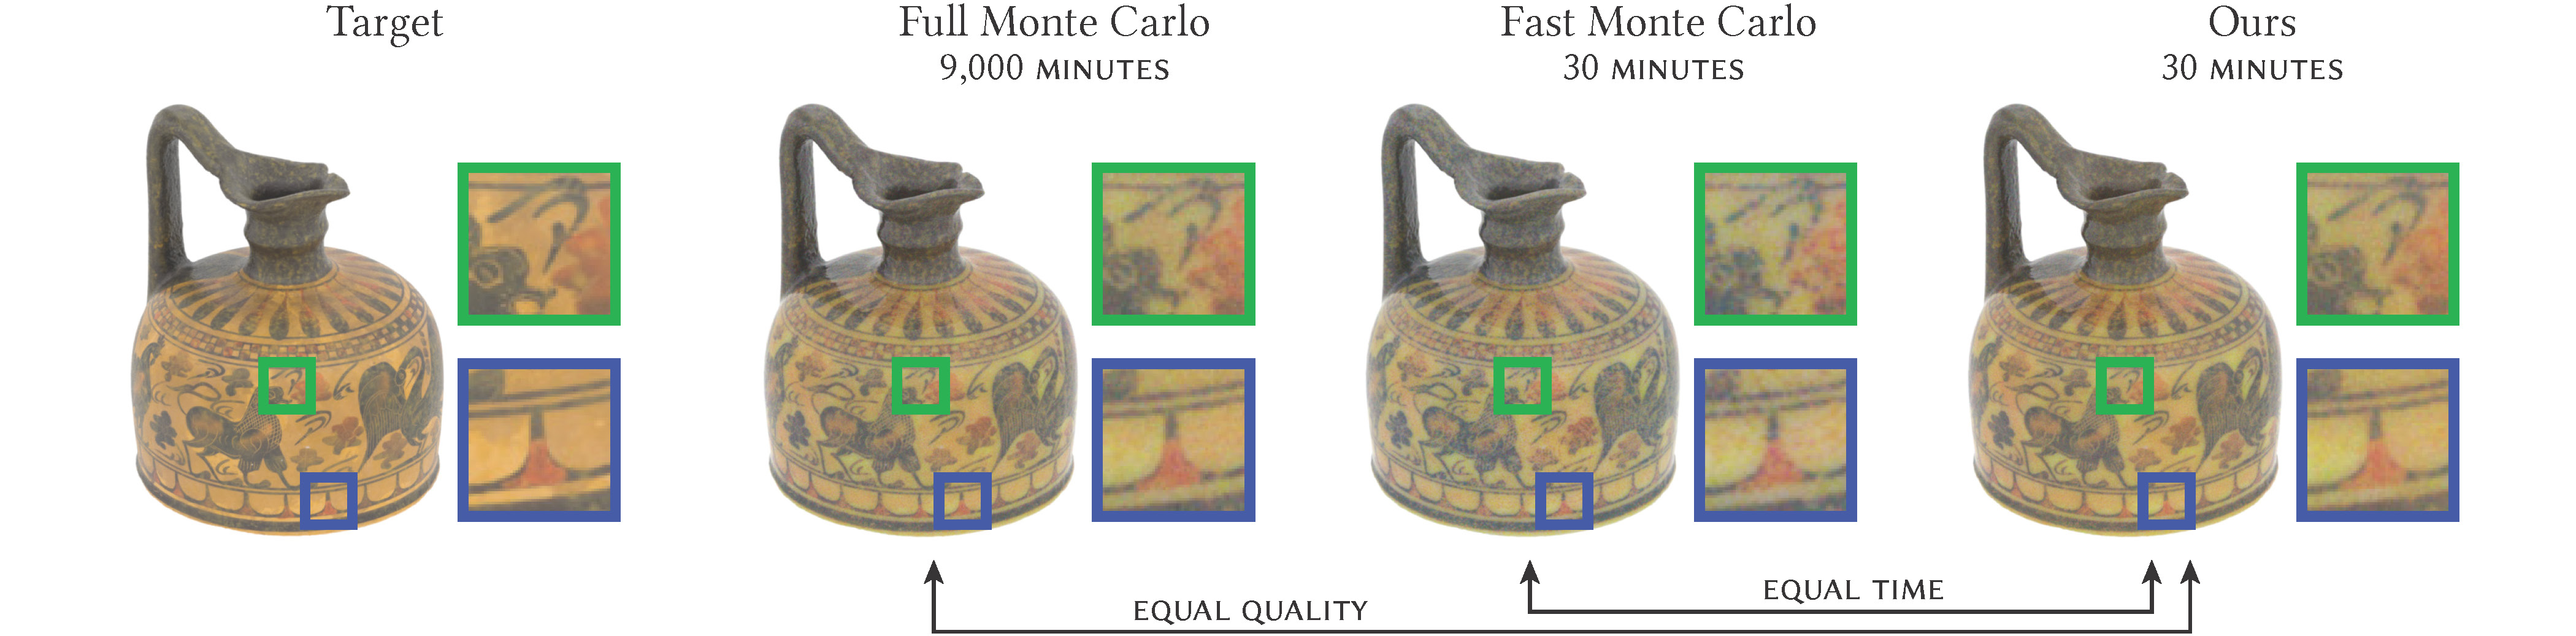 Target
Full Monte Carlo
9,000 MINUTES
Fast Monte Carlo
30 MINUTES
Ours
30 MINUTES
EQUAL TIME
EQUAL QUALITY